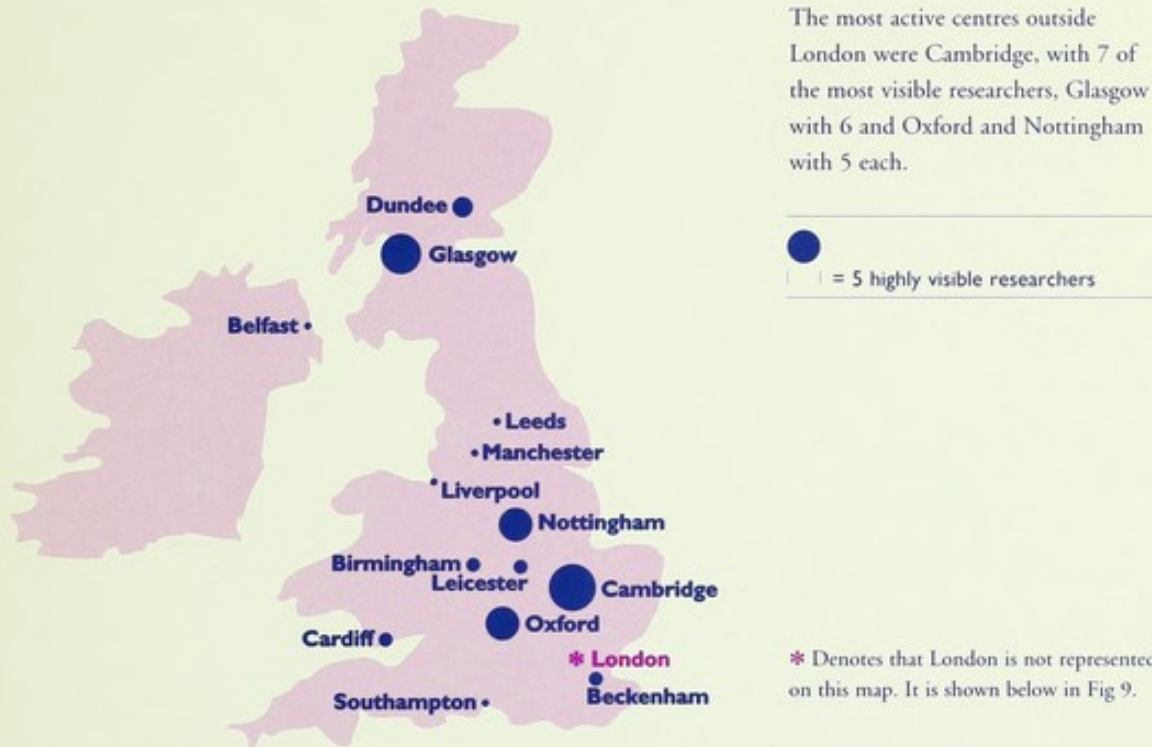 The most active centres outside
London were Cambridge, with 7 of
the most visible researchers, Glasgow
with 6 and Oxford and Nottingham
with 5 each.
= 5 highly visible researchers
Dundee
Glasgow
Belfast
Leeds
Manchester
Liverpool
Nottingham
Birmingham
Leicester
Cambridge
Oxford
Cardiff
* London
Beckenham
Southampton
* Denotes that London is not represented
on this map. It is shown below in Fig 9.